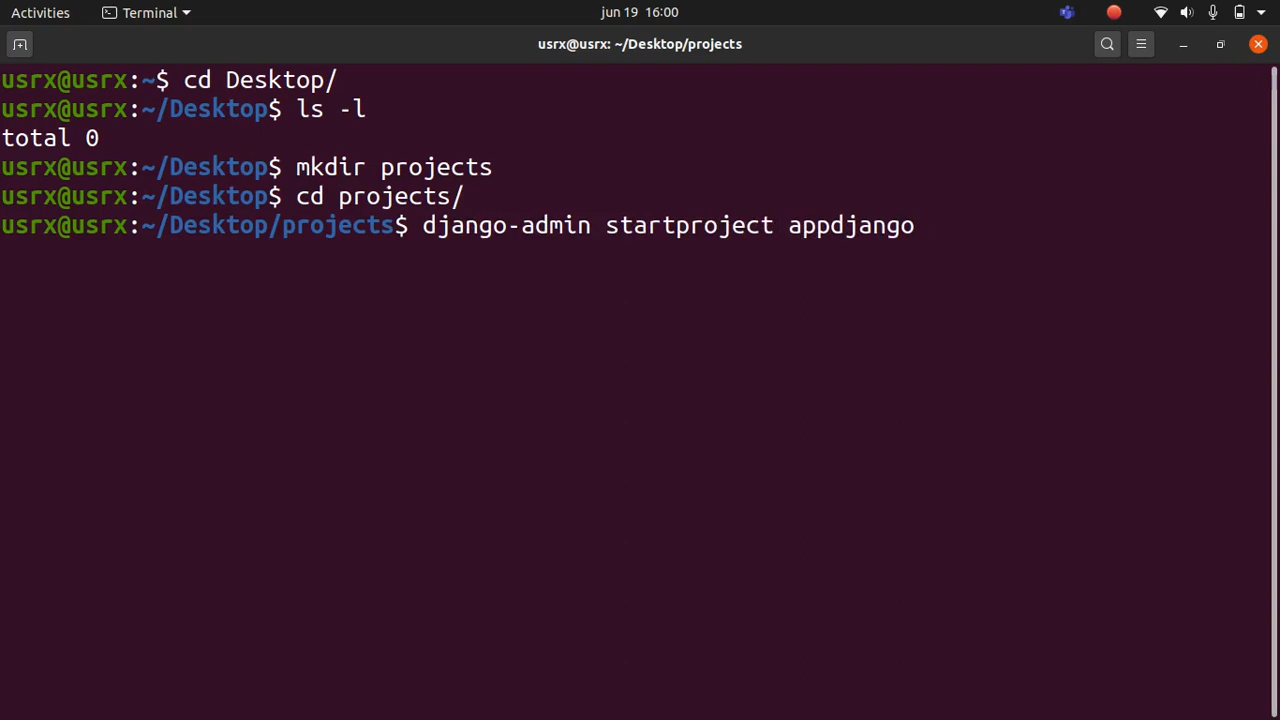 Activities Terminal jun 19 16:00
usrx@usrx: ~/Desktop/projects
usrx@usrx:~$ cd Desktop/
usrx@usrx:~/Desktop$ ls -l
total 0
usrx@usrx:~/Desktop$ mkdir projects
usrx@usrx:~/Desktop$ cd projects/
usrx@usrx:~/Desktop/projects$ django-admin startproject appdjango